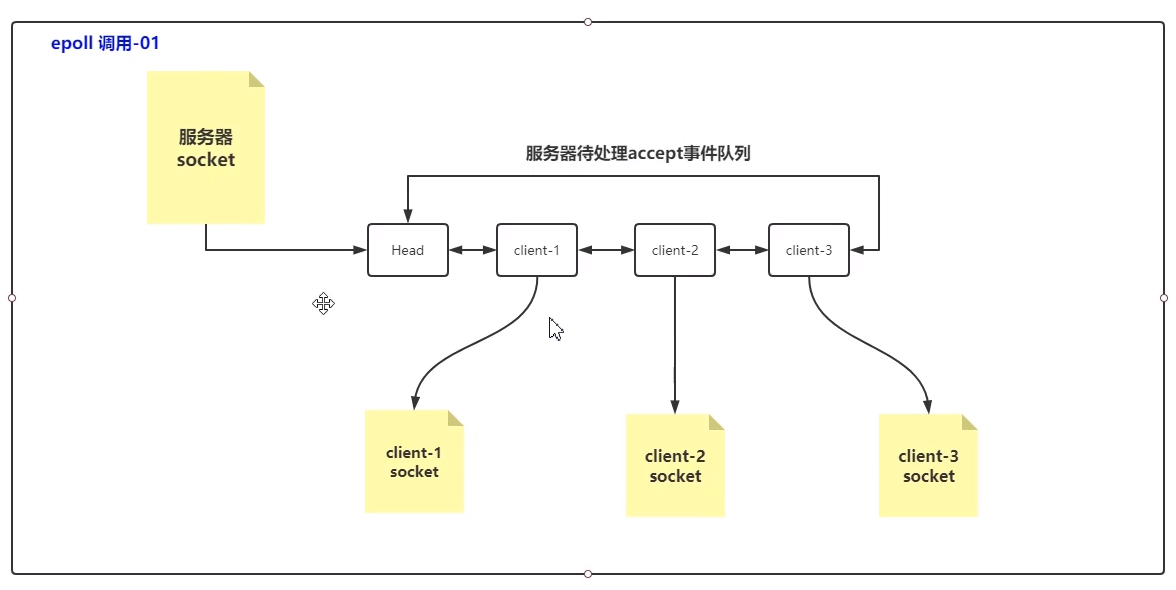 epoll 调用-01
服务器
socket
服务器待处理accept事件队列
Head
client-1
client-2
client-3
client-1
socket
client-2
socket
client-3
socket